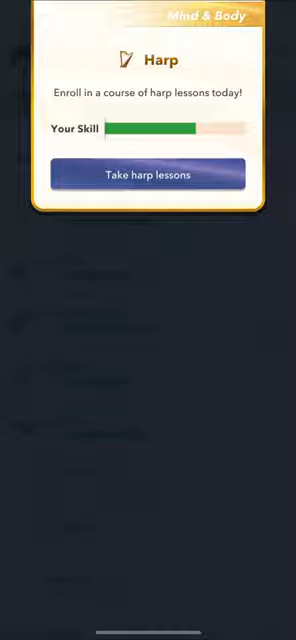 Mind & Body
Harp
Enroll in a course of harp lessons today!
Your Skill
Take harp lessons